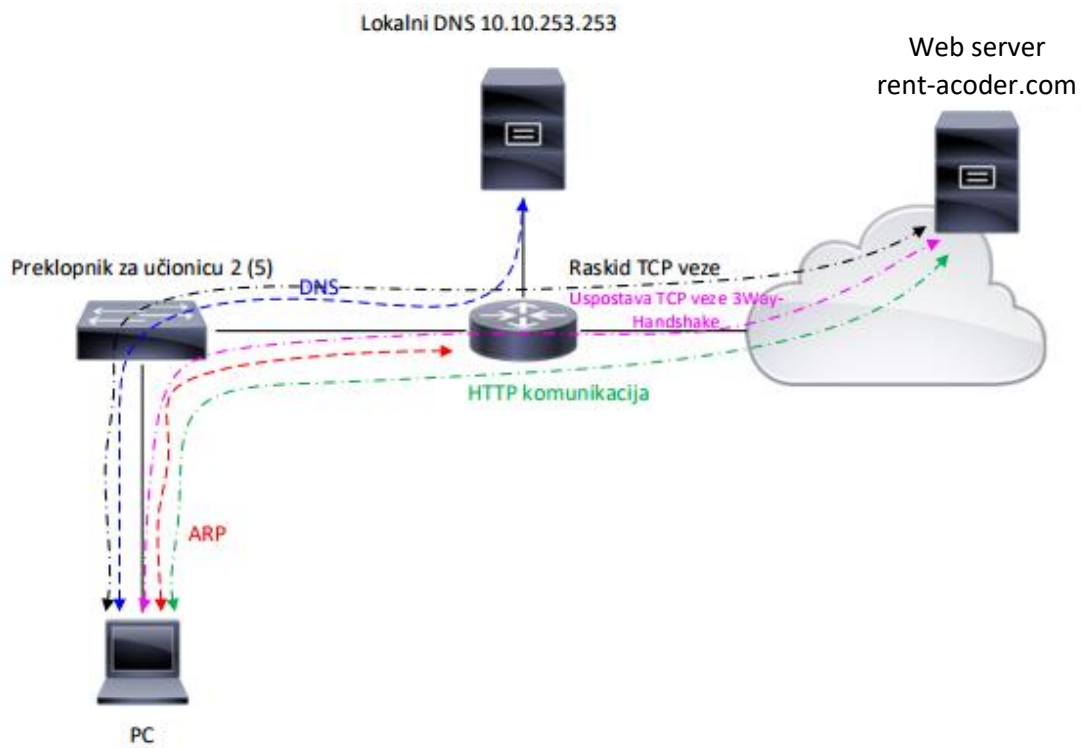 Lokalni DNS 10.10.253.253
Web server
rent-acoder.com
Preklopnik za učionicu 2 (5)
DNS
Raskid TCP veze
Uspostava TCP veze 3Way-
Handshake
HTTP komunikacija
ARP
PC